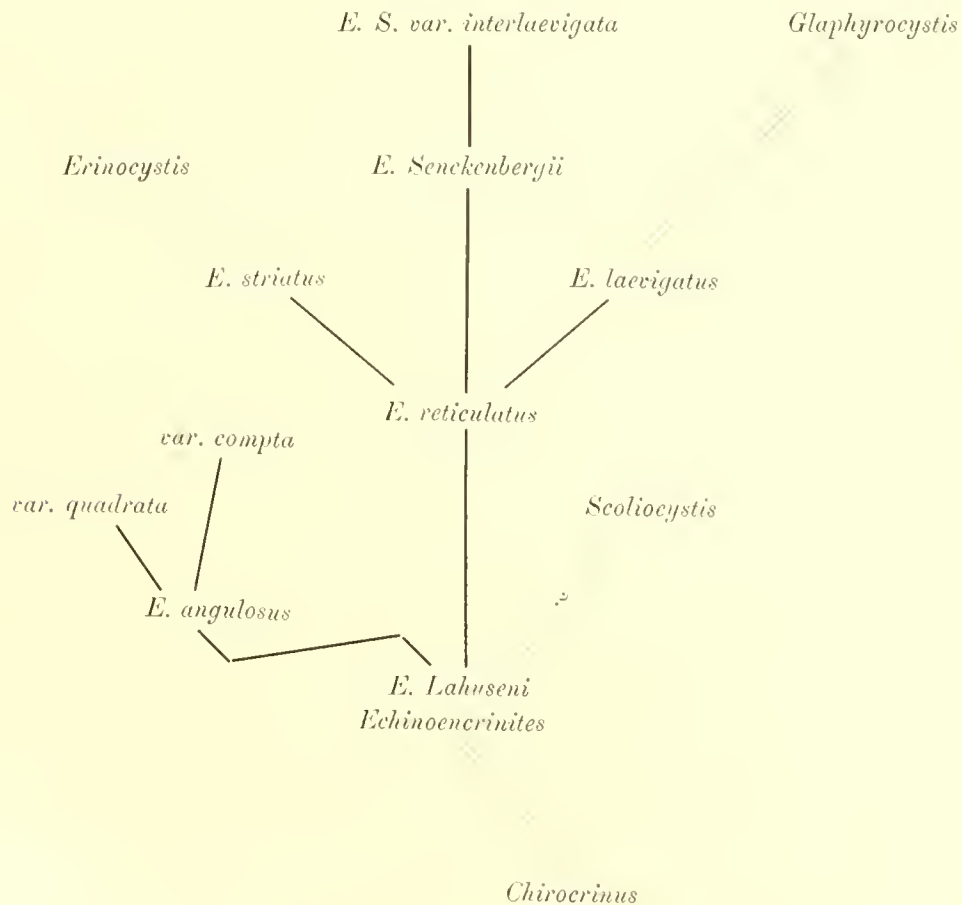 E. S. var. interlaevigata
Glaphyrocystis
Erinocystis
E. Senckenbergii
E. striatus
E. laevigatus
E. reticulatus
var. compta
var. quadrata
Scoliocystis
E. angulosus
?
E. Lahuseni
Echinoencrinites
Chirocrinus